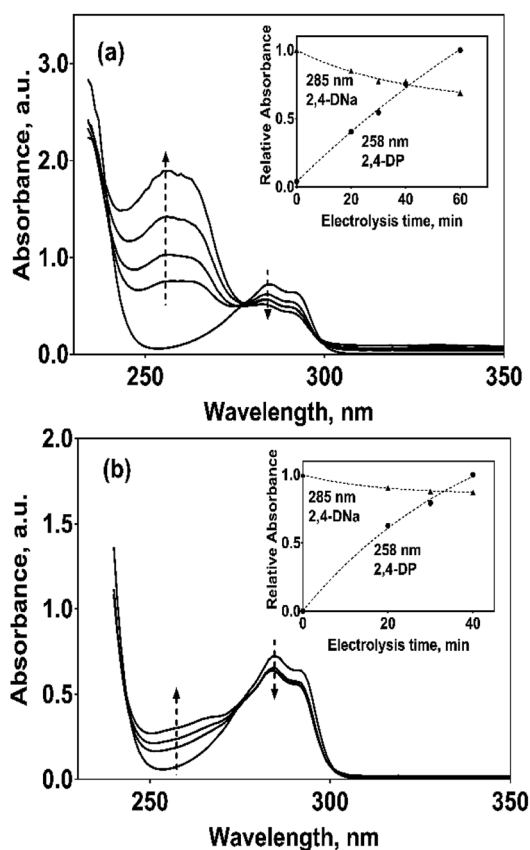 (a)
Absorbance, a.u.
3.0
2.0
1.0
0.0
250
300
350
Wavelength, nm
Relative Absorbance
1.0
0.5
0.0
285 nm
2,4-DNa
258 nm
2,4-DP
0
20
40
60
Electrolysis time, min
(b)
Absorbance, a.u.
2.0
1.5
1.0
0.5
0.0
250
300
350
Wavelength, nm
Relative Absorbance
1.0
0.5
0.0
285 nm
2,4-DNa
258 nm
2,4-DP
0
20
40
Electrolysis time, min